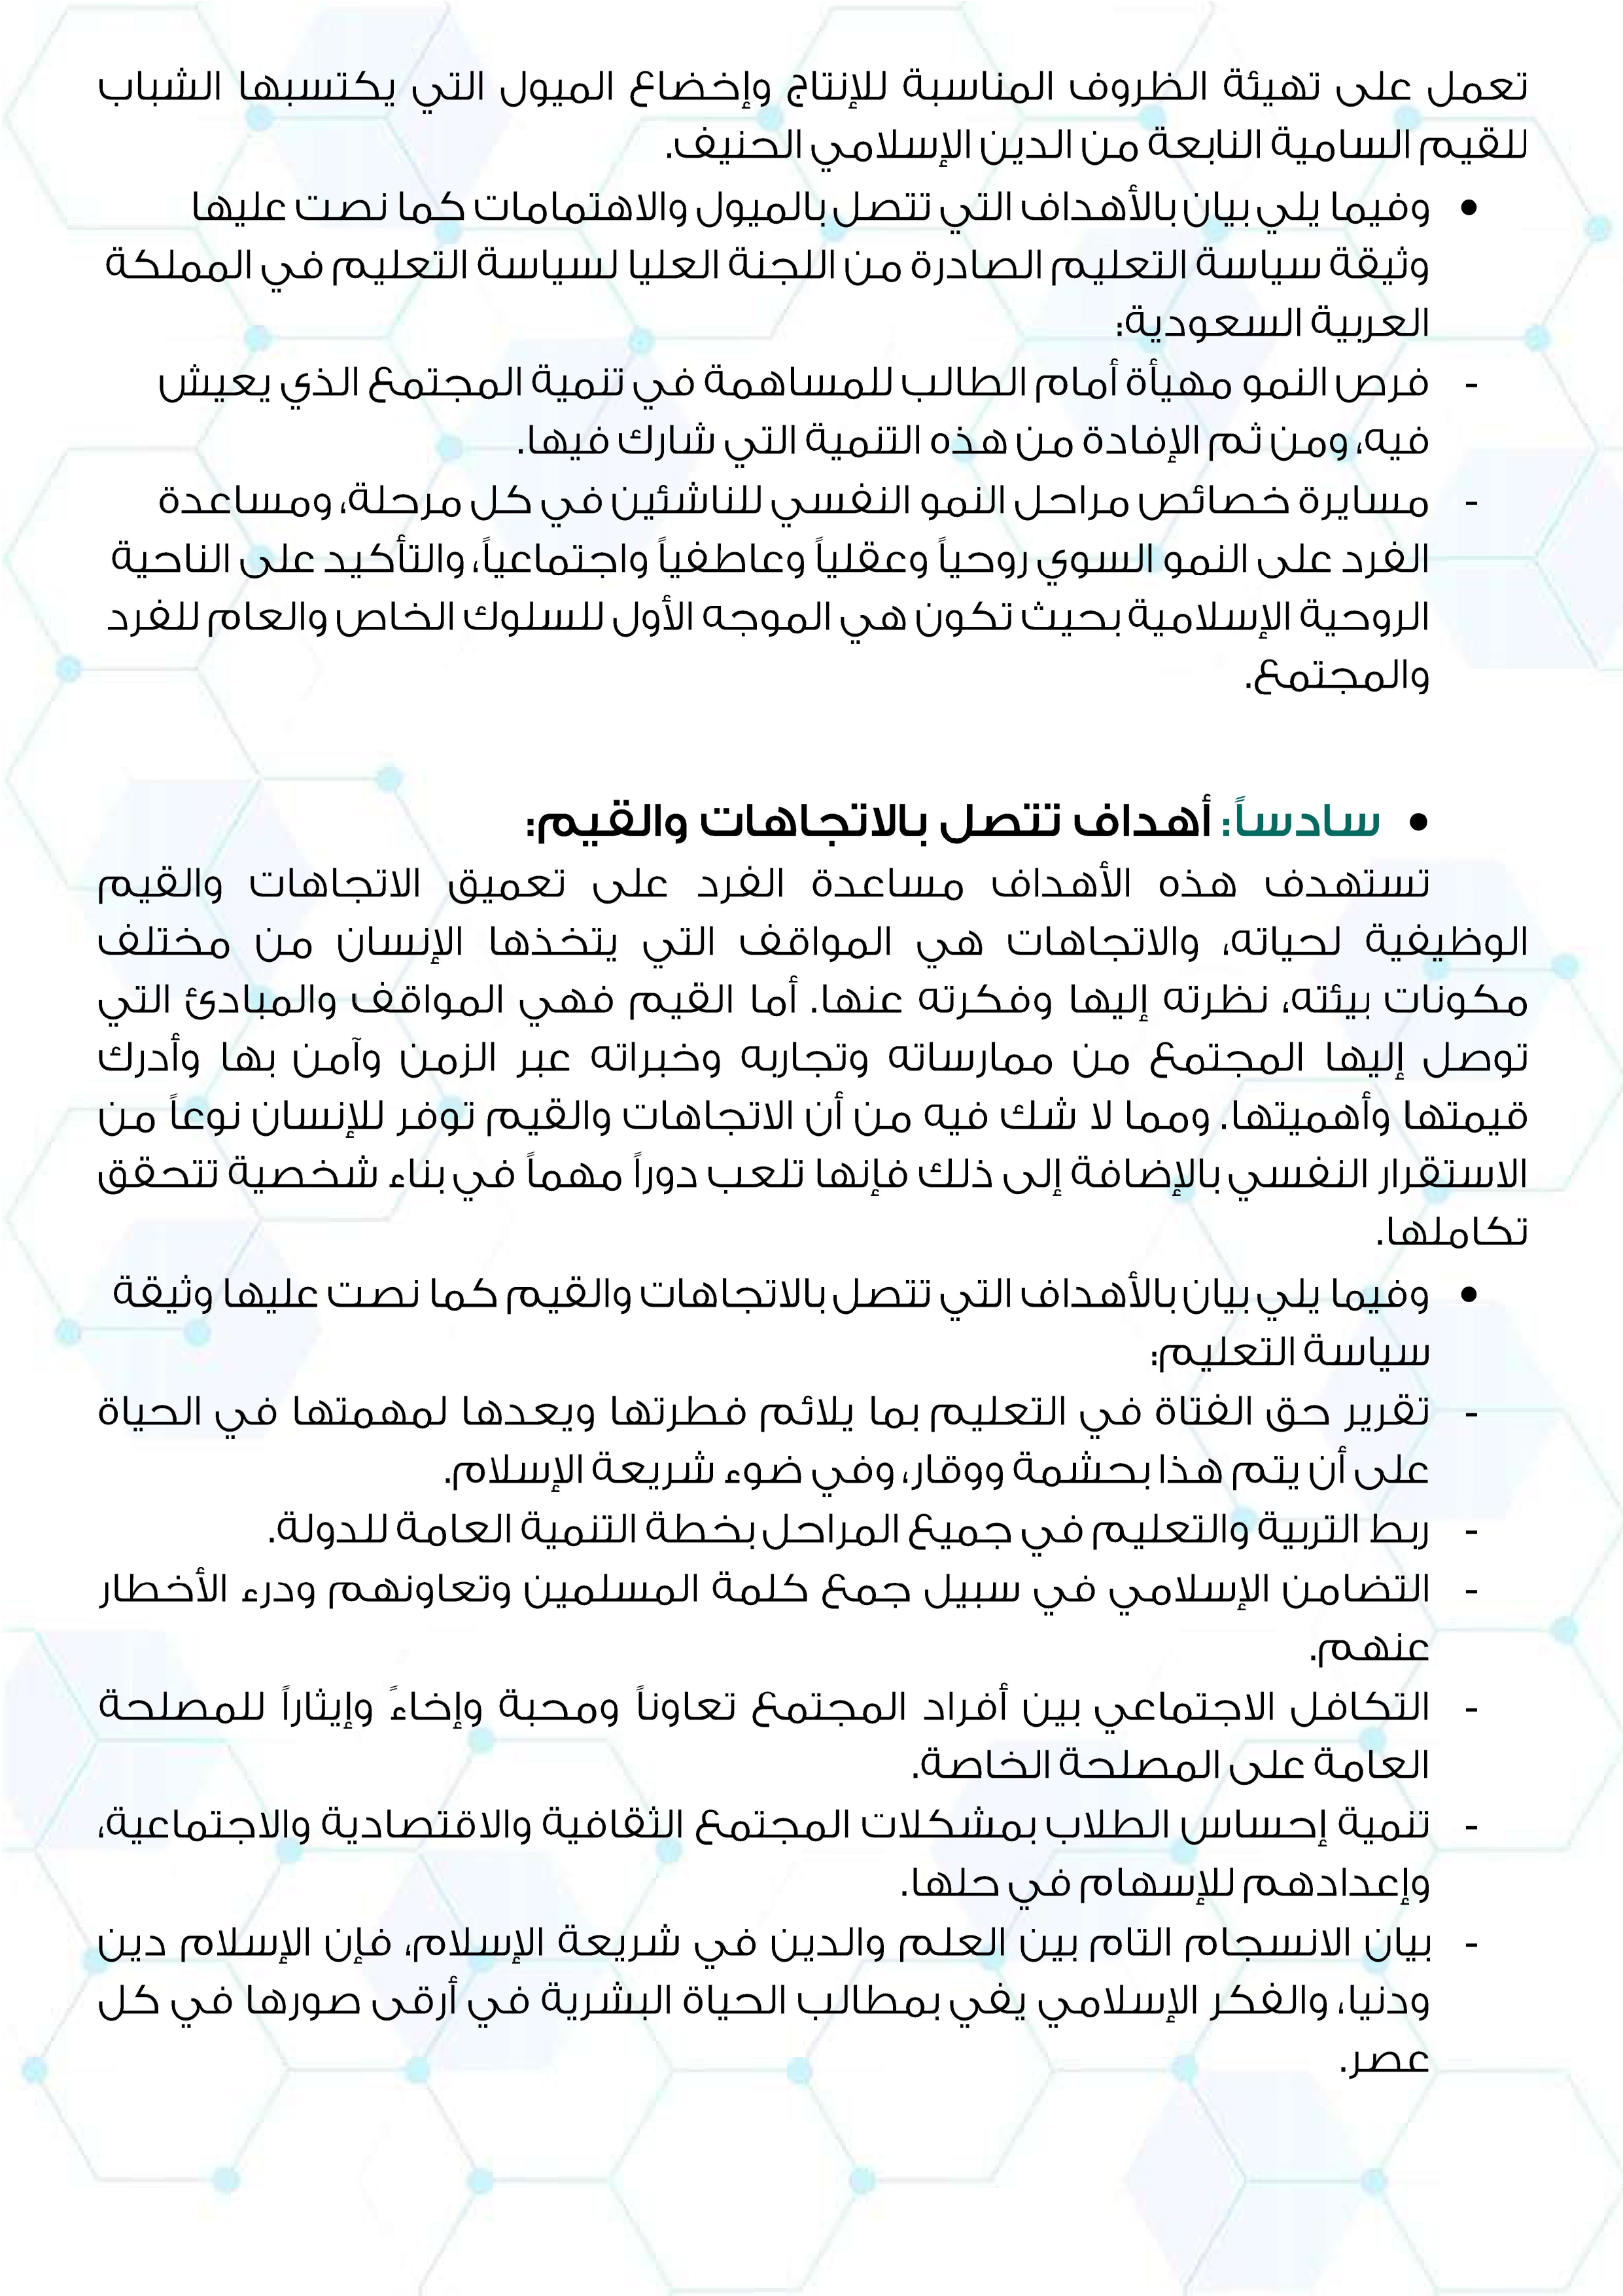 تعمل على تهيئة الظروف المناسبة للإنتاج وإخضاع الميول التي يكتسبها الشباب
للقيم السامية النابعة من الدين الإسلامي الحنيف.
• وفيما يلي بيان بالأهداف التي تتصل بالميول والاهتمامات كما نصت عليها
وثيقة سياسة التعليم الصادرة من اللجنة العليا لسياسة التعليم في المملكة
العربية السعودية:
- فرص النمو مهيأة أمام الطالب للمساهمة في تنمية المجتمع الذي يعيش
فيه، ومن ثم الإفادة من هذه التنمية التي شارك فيها.
- مسايرة خصائص مراحل النمو النفسي للناشئين في كل مرحلة، ومساعدة
الفرد على النمو السوي روحياً وعقلياً وعاطفياً واجتماعياً، والتأكيد على الناحية
الروحية الإسلامية بحيث تكون هي الموجه الأول للسلوك الخاص والعام للفرد
والمجتمع.
• سادساً: أهداف تتصل بالاتجاهات والقيم:
تستهدف هذه الأهداف مساعدة الفرد على تعميق الاتجاهات والقيم
الوظيفية لحياته، والاتجاهات هي المواقف التي يتخذها الإنسان من مختلف
مكونات بيئته، نظرته إليها وفكرته عنها. أما القيم فهي المواقف والمبادئ التي
توصل إليها المجتمع من ممارساته وتجاربه وخبراته عبر الزمن وآمن بها وأدرك
قيمتها وأهميتها. ومما لا شك فيه من أن الاتجاهات والقيم توفر للإنسان نوعاً من
الاستقرار النفسي بالإضافة إلى ذلك فإنها تلعب دوراً مهماً في بناء شخصية تتحقق
تكاملها.
• وفيما يلي بيان بالأهداف التي تتصل بالاتجاهات والقيم كما نصت عليها وثيقة
سياسة التعليم:
- تقرير حق الفتاة في التعليم بما يلائم فطرتها ويعدها لمهمتها في الحياة
على أن يتم هذا بحشمة ووقار، وفي ضوء شريعة الإسلام.
- ربط التربية والتعليم في جميع المراحل بخطة التنمية العامة للدولة.
- التضامن الإسلامي في سبيل جمع كلمة المسلمين وتعاونهم ودرء الأخطار
عنهم.
- التكافل الاجتماعي بين أفراد المجتمع تعاوناً ومحبة وإخاءً وإيثاراً للمصلحة
العامة على المصلحة الخاصة.
- تنمية إحساس الطلاب بمشكلات المجتمع الثقافية والاقتصادية والاجتماعية،
وإعدادهم للإسهام في حلها.
- بيان الانسجام التام بين العلم والدين في شريعة الإسلام، فإن الإسلام دين
ودنيا، والفكر الإسلامي يفي بمطالب الحياة البشرية في أرقى صورها في كل
عصر.